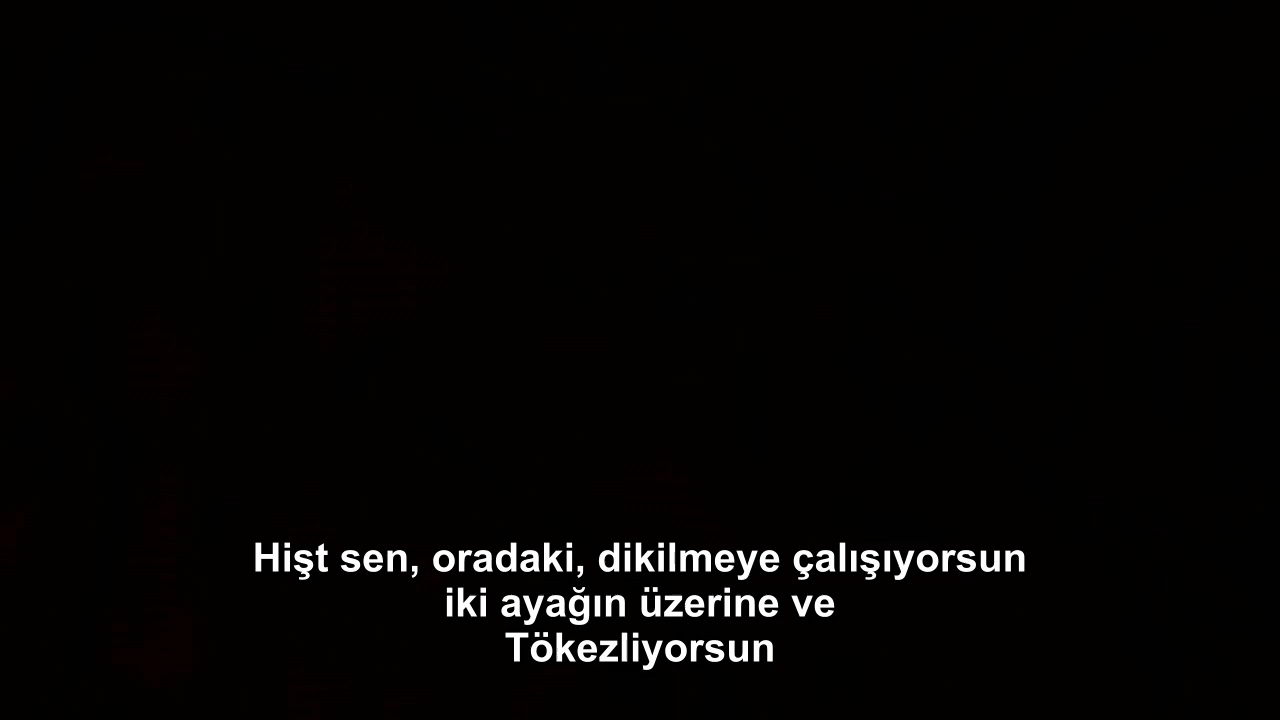 Hişt sen, oradaki, dikilmeye çalışıyorsun
iki ayağın üzerine ve
Tökezliyorsun